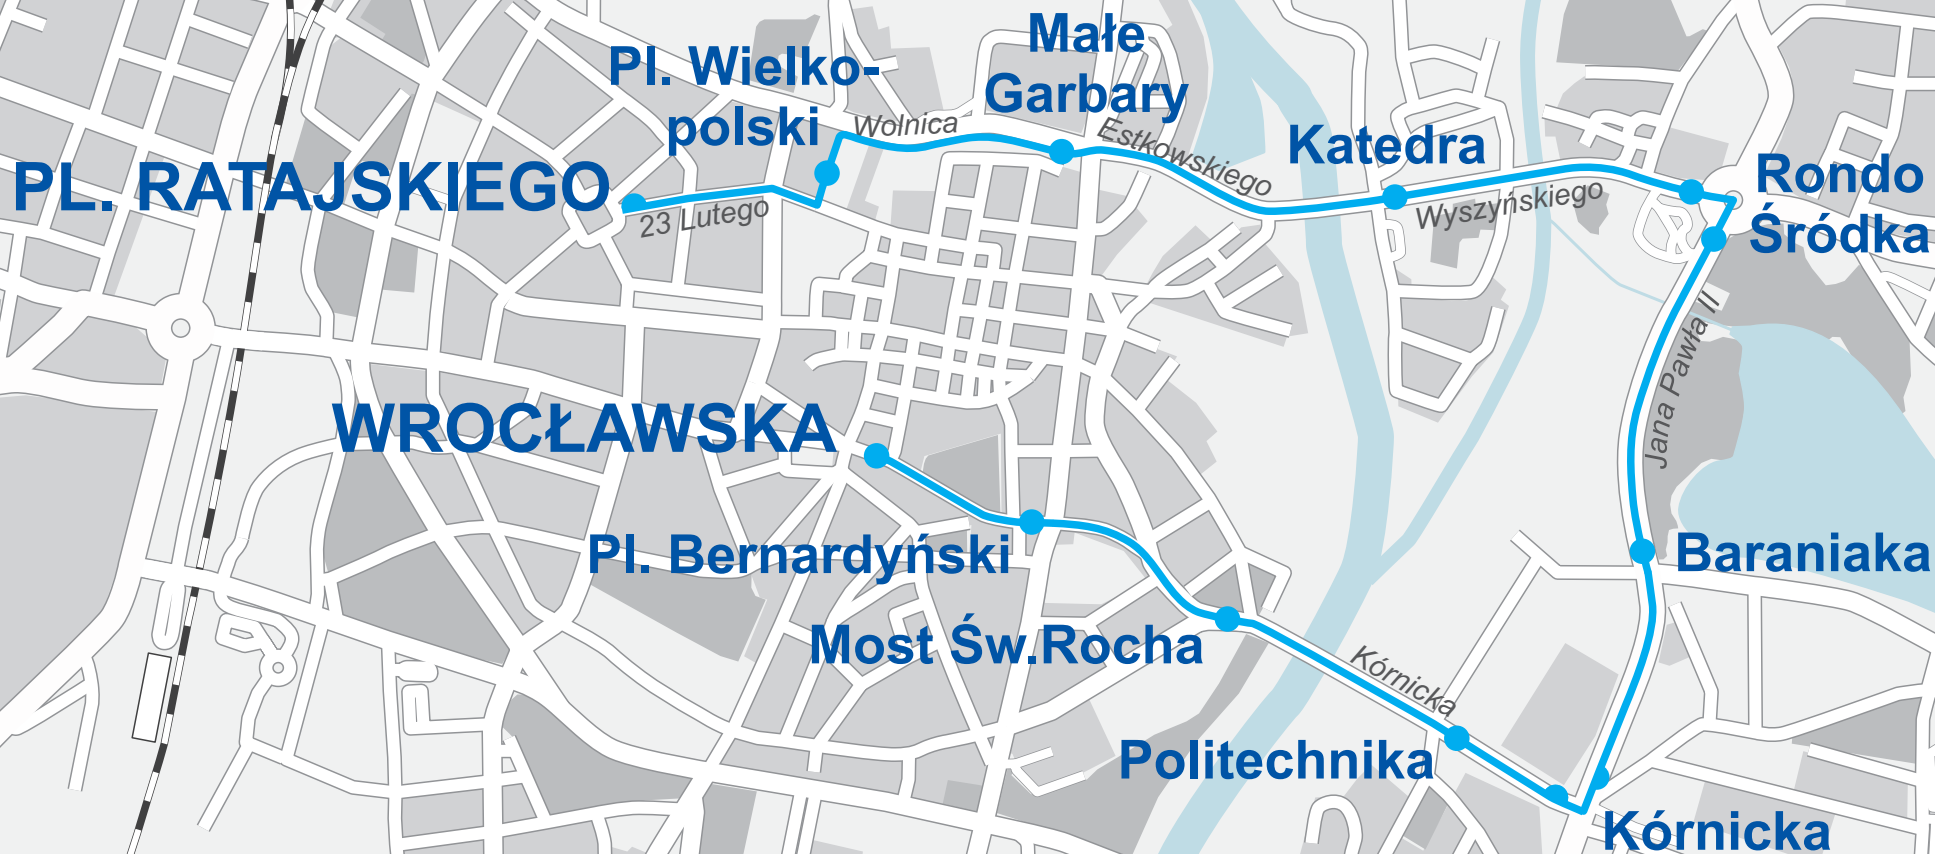 Małe
Garbary
Pl. Wielko-
polski
Wolnica
Estkowskiego
Katedra
PL. RATAJSKIEGO
23 Lutego
Wyszyńskiego
Rondo
Śródka
Jana Pawła II
WROCŁAWSKA
Pl. Bernardyński
Baraniaka
Most Św.Rocha
Kórnicka
Politechnika
Kórnicka